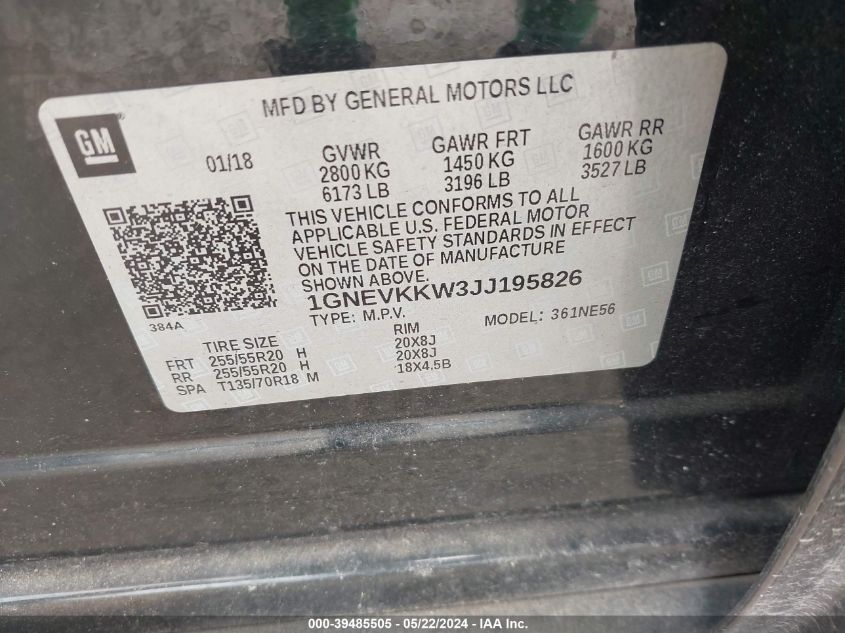 MFD BY GENERAL MOTORS LLC
GM
01/18
GVWR
2800 KG
6173 LB
GAWR FRT
1450 KG
3196 LB
GAWR RR
1600 KG
3527 LB
THIS VEHICLE CONFORMS TO ALL
APPLICABLE U.S. FEDERAL MOTOR
VEHICLE SAFETY STANDARDS IN EFFECT
ON THE DATE OF MANUFACTURE
SHOWN ABOVE.
1GNEVKKW3JJ195826
384A
TYPE: M.P.V.
MODEL: 361NE56
TIRE SIZE RIM
FRT 255/55R20 H 20X8J
RR 255/55R20 H 20X8J
SPA T135/70R18 M 18X4.5B
000-39485505 - 05/22/2024 - IAA Inc.